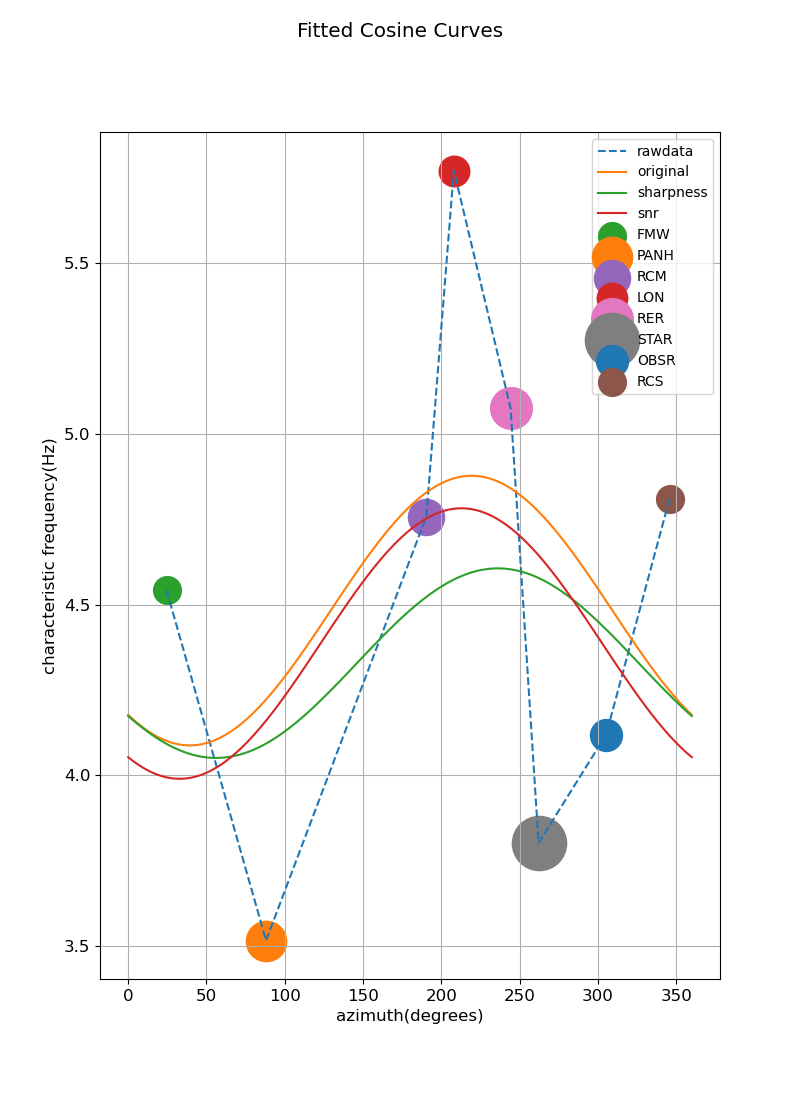 Fitted Cosine Curves
rawdata
original
sharpness
snr
FMW
PANH
RCM
LON
RER
STAR
OBSR
RCS
characteristic frequency(Hz)
5.5
5.0
4.5
4.0
3.5
0 50 100 150 200 250 300 350
azimuth(degrees)